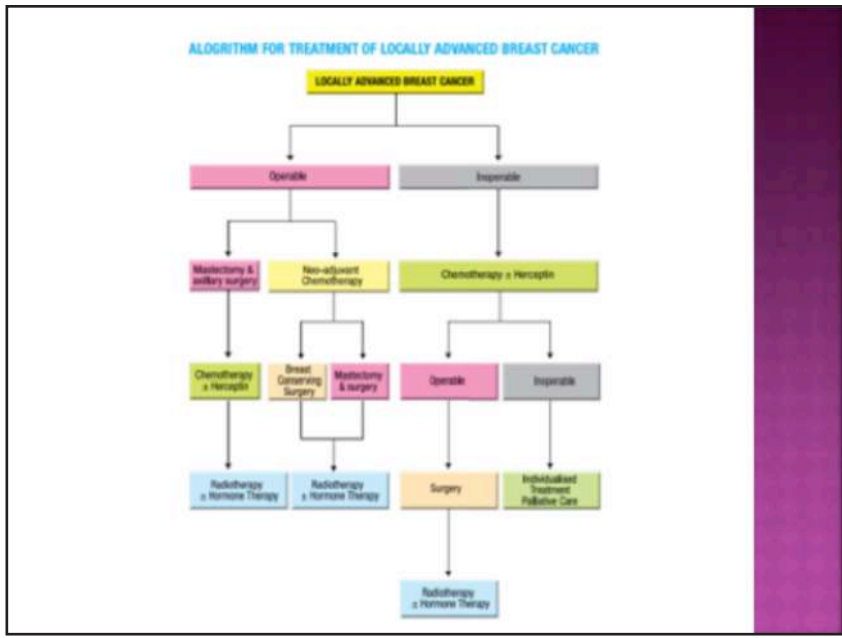 ALOGRITHM FOR TREATMENT OF LOCALLY ADVANCED BREAST CANCER
LOCALLY ADVANCED BREAST CANCER
Operable
Inoperable
Mastectomy &
axillary surgery
Neo-adjuvant
Chemotherapy
Chemotherapy ± Herceptin
Chemotherapy
± Herceptin
Breast
Conserving
Surgery
Mastectomy
& surgery
Operable
Inoperable
Radiotherapy
± Hormone Therapy
Radiotherapy
± Hormone Therapy
Surgery
Individualised
Treatment
Palliative Care
Radiotherapy
± Hormone Therapy